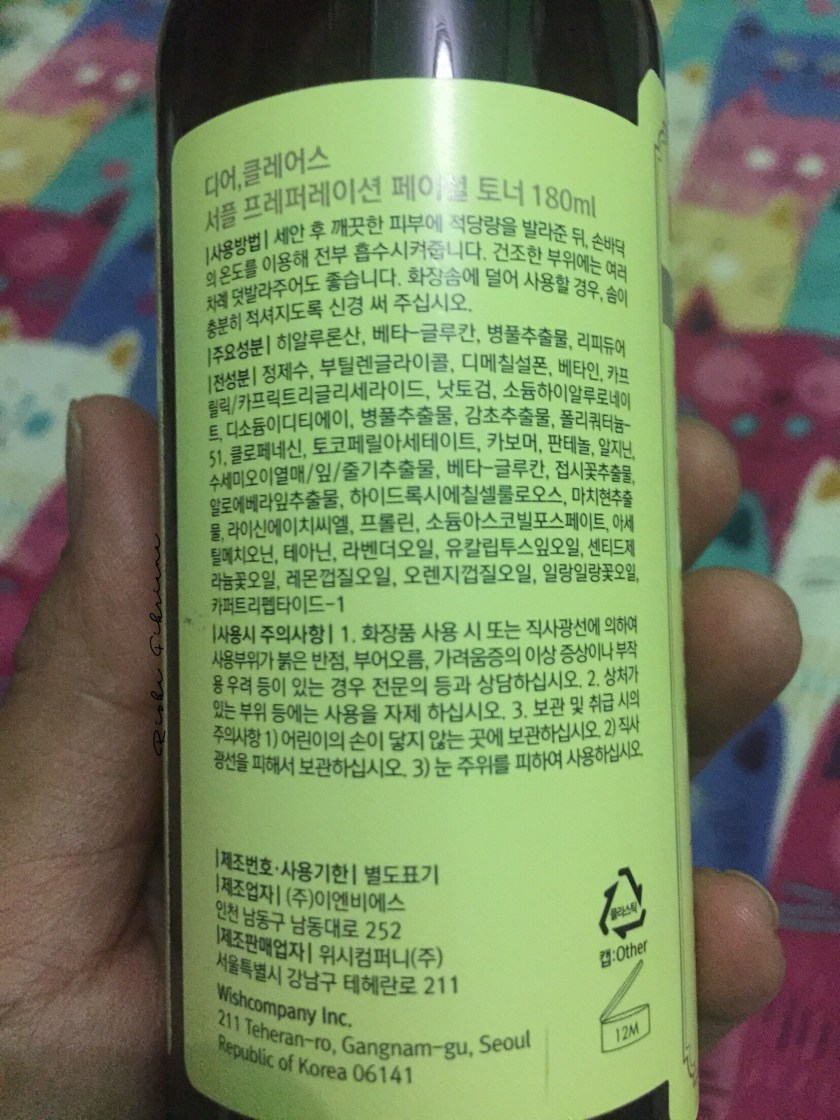 디어,클레어스
서플 프레퍼레이션 페이셜 토너 180ml
|사용방법| 세안 후 깨끗한 피부에 적당량을 발라준 뒤, 손바닥
의 온도를 이용해 전부 흡수시켜줍니다. 건조한 부위에는 여러
차례 덧발라주어도 좋습니다. 화장솜에 덜어 사용할 경우, 솜이
충분히 적셔지도록 신경 써 주십시오.
|주요성분| 히알루론산, 베타-글루칸, 병풀추출물, 리피듀어
|전성분| 정제수, 부틸렌글라이콜, 디메칠설폰, 베타인, 카프
릴릭/카프릭트리글리세라이드, 낫토검, 소듐하이알루로네이
트, 디소듐이디티에이, 병풀추출물, 감초추출물, 폴리쿼터늄-
51, 클로페네신, 토코페릴아세테이트, 카보머, 판테놀, 알지닌,
수세미오이열매/잎/줄기추출물, 베타-글루칸, 접시꽃추출물,
알로에베라잎추출물, 하이드록시에칠셀룰로오스, 마치현추출
물, 라이신에이치씨엘, 프롤린, 소듐아스코빌포스페이트, 아세
틸메치오닌, 테아닌, 라벤더오일, 유칼립투스잎오일, 센티드제
라늄꽃오일, 레몬껍질오일, 오렌지껍질오일, 일랑일랑꽃오일,
카퍼트리펩타이드-1
|사용시 주의사항| 1. 화장품 사용 시 또는 직사광선에 의하여
사용부위가 붉은 반점, 부어오름, 가려움증의 이상 증상이나 부작
용 우려 등이 있는 경우 전문의 등과 상담하십시오. 2. 상처가
있는 부위 등에는 사용을 자제 하십시오. 3. 보관 및 취급 시의
주의사항 1) 어린이의 손이 닿지 않는 곳에 보관하십시오. 2) 직사
광선을 피해서 보관하십시오. 3) 눈 주위를 피하여 사용하십시오.
|제조번호·사용기한| 별도표기
|제조업자| (주)이엔비에스
인천 남동구 남동대로 252
|제조판매업자| 위시컴퍼니(주)
서울특별시 강남구 테헤란로 211
Wishcompany Inc.
211 Teheran-ro, Gangnam-gu, Seoul
Republic of Korea 06141
플라스틱
캡:Other
12M